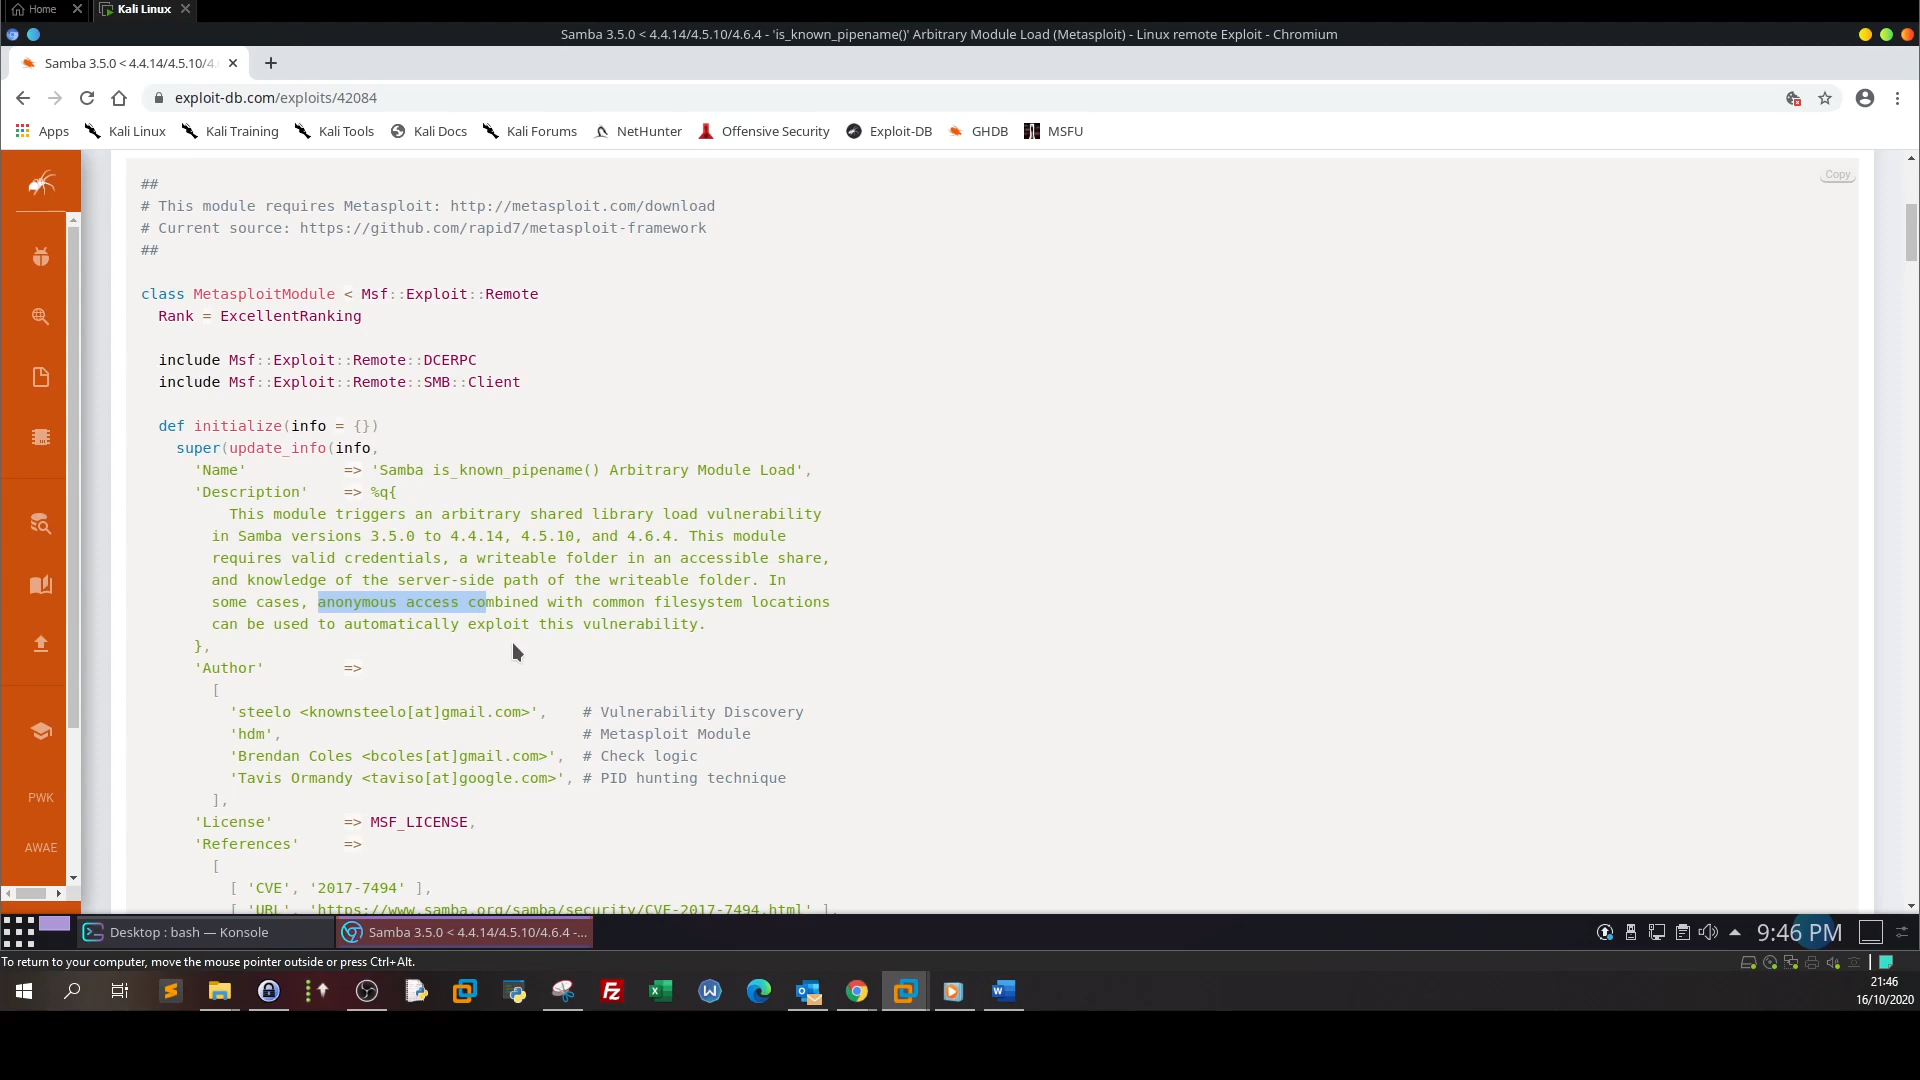 Home
Kali Linux
Samba 3.5.0 < 4.4.14/4.5.10/4.6.4 - 'is_known_pipename()' Arbitrary Module Load (Metasploit) - Linux remote Exploit - Chromium
Samba 3.5.0 < 4.4.14/4.5.10/4.
exploit-db.com/exploits/42084
Apps Kali Linux Kali Training Kali Tools Kali Docs Kali Forums NetHunter Offensive Security Exploit-DB GHDB MSFU
Copy
##
# This module requires Metasploit: http://metasploit.com/download
# Current source: https://github.com/rapid7/metasploit-framework
##
class MetasploitModule < Msf::Exploit::Remote
Rank = ExcellentRanking
include Msf::Exploit::Remote::DCERPC
include Msf::Exploit::Remote::SMB::Client
def initialize(info = {})
super(update_info(info,
'Name' => 'Samba is_known_pipename() Arbitrary Module Load',
'Description' => %q{
This module triggers an arbitrary shared library load vulnerability
in Samba versions 3.5.0 to 4.4.14, 4.5.10, and 4.6.4. This module
requires valid credentials, a writeable folder in an accessible share,
and knowledge of the server-side path of the writeable folder. In
some cases, anonymous access combined with common filesystem locations
can be used to automatically exploit this vulnerability.
},
'Author' =>
[
'steelo <knownsteelo[at]gmail.com>', # Vulnerability Discovery
'hdm', # Metasploit Module
'Brendan Coles <bcoles[at]gmail.com>', # Check logic
'Tavis Ormandy <taviso[at]google.com>', # PID hunting technique
],
'License' => MSF_LICENSE,
'References' =>
[
[ 'CVE', '2017-7494' ],
[ 'URL', 'https://www.samba.org/samba/security/CVE-2017-7494.html' ],
PWK
AWAE
Desktop : bash — Konsole
Samba 3.5.0 < 4.4.14/4.5.10/4.6.4 -...
9:46 PM
To return to your computer, move the mouse pointer outside or press Ctrl+Alt.
21:46
16/10/2020